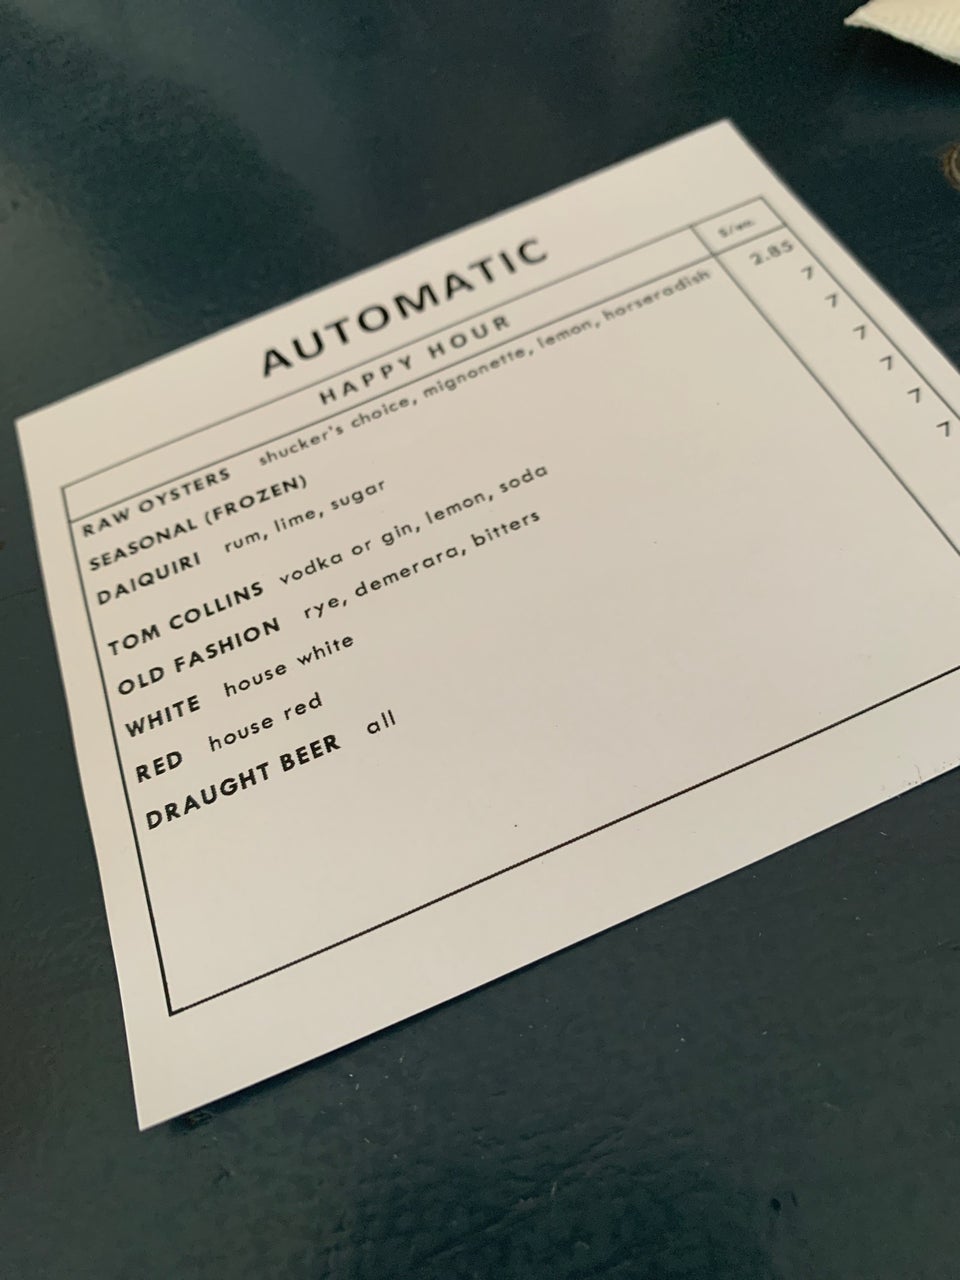 AUTOMATIC
HAPPY HOUR $/ea.
RAW OYSTERS shucker's choice, mignonette, lemon, horseradish 2.85
SEASONAL (FROZEN) 7
DAIQUIRI rum, lime, sugar 7
TOM COLLINS vodka or gin, lemon, soda 7
OLD FASHION rye, demerara, bitters 7
WHITE house white 7
RED house red 7
DRAUGHT BEER all